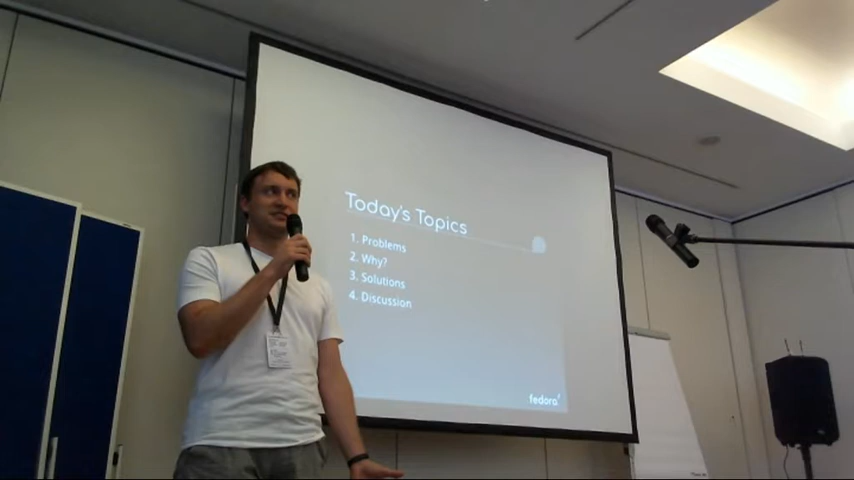 Today's Topics
1. Problems
2. Why?
3. Solutions
4. Discussion
fedora